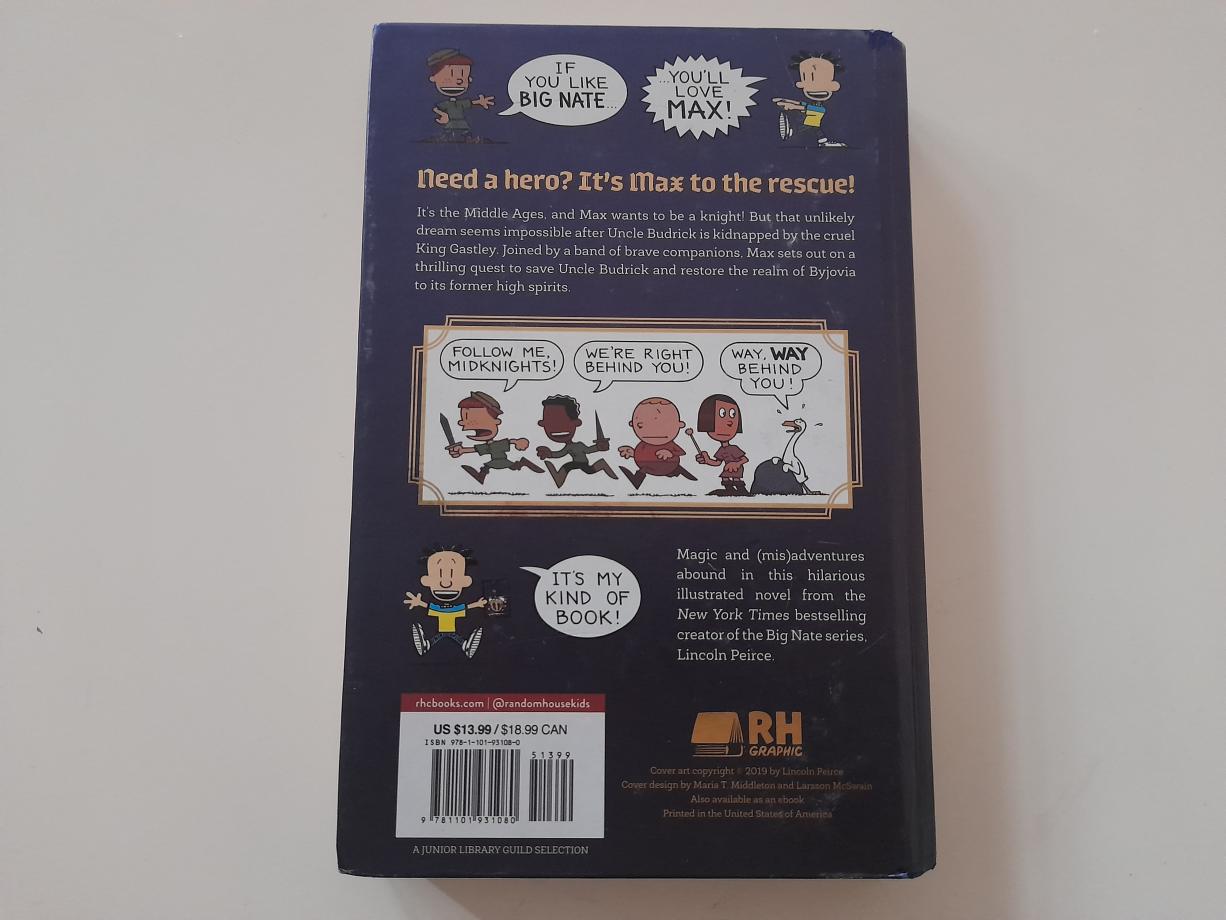 IF
YOU LIKE
BIG NATE...
...YOU'LL
LOVE
MAX!
Need a hero? It's Max to the rescue!
It's the Middle Ages, and Max wants to be a knight! But that unlikely
dream seems impossible after Uncle Budrick is kidnapped by the cruel
King Gastley. Joined by a band of brave companions, Max sets out on a
thrilling quest to save Uncle Budrick and restore the realm of Byjovia
to its former high spirits.
FOLLOW ME,
MIDKNIGHTS!
WE'RE RIGHT
BEHIND YOU!
WAY, WAY
BEHIND
YOU!
IT'S MY
KIND OF
BOOK!
Magic and (mis)adventures
abound in this hilarious
illustrated novel from the
New York Times bestselling
creator of the Big Nate series,
Lincoln Peirce.
rhcbooks.com | @randomhousekids
US $13.99 / $18.99 CAN
ISBN 978-1-101-93108-0
51399
9 781101 931080
A JUNIOR LIBRARY GUILD SELECTION
RH
GRAPHIC
Cover art copyright © 2019 by Lincoln Peirce
Cover design by Maria T. Middleton and Larsson McSwain
Also available as an ebook
Printed in the United States of America